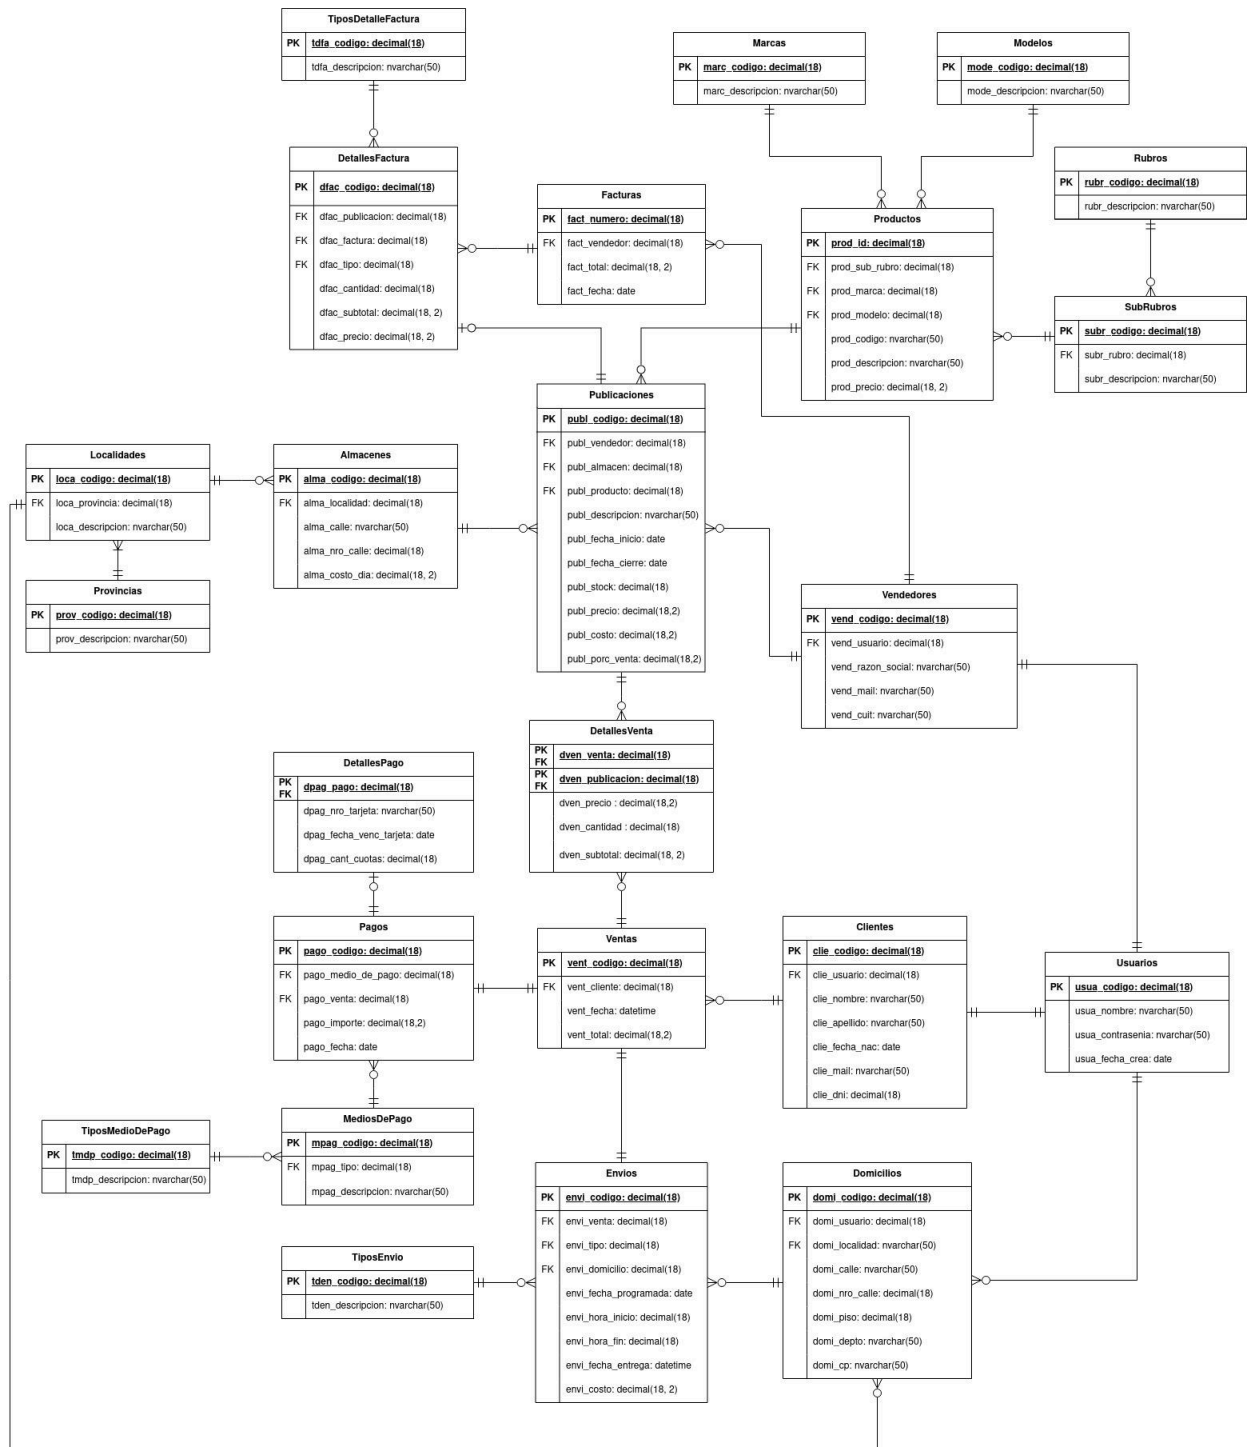 TiposDetalleFactura
PK tdfa_codigo: decimal(18)
tdfa_descripcion: nvarchar(50)
Marcas
PK marc_codigo: decimal(18)
marc_descripcion: nvarchar(50)
Modelos
PK mode_codigo: decimal(18)
mode_descripcion: nvarchar(50)
DetallesFactura
PK dfac_codigo: decimal(18)
FK dfac_publicacion: decimal(18)
FK dfac_factura: decimal(18)
FK dfac_tipo: decimal(18)
dfac_cantidad: decimal(18)
dfac_subtotal: decimal(18, 2)
dfac_precio: decimal(18, 2)
Facturas
PK fact_numero: decimal(18)
FK fact_vendedor: decimal(18)
fact_total: decimal(18, 2)
fact_fecha: date
Productos
PK prod_id: decimal(18)
FK prod_sub_rubro: decimal(18)
FK prod_marca: decimal(18)
FK prod_modelo: decimal(18)
prod_codigo: nvarchar(50)
prod_descripcion: nvarchar(50)
prod_precio: decimal(18, 2)
Rubros
PK rubr_codigo: decimal(18)
rubr_descripcion: nvarchar(50)
SubRubros
PK subr_codigo: decimal(18)
FK subr_rubro: decimal(18)
subr_descripcion: nvarchar(50)
Localidades
PK loca_codigo: decimal(18)
FK loca_provincia: decimal(18)
loca_descripcion: nvarchar(50)
Provincias
PK prov_codigo: decimal(18)
prov_descripcion: nvarchar(50)
Almacenes
PK alma_codigo: decimal(18)
FK alma_localidad: decimal(18)
alma_calle: nvarchar(50)
alma_nro_calle: decimal(18)
alma_costo_dia: decimal(18, 2)
Publicaciones
PK publ_codigo: decimal(18)
FK publ_vendedor: decimal(18)
FK publ_almacen: decimal(18)
FK publ_producto: decimal(18)
publ_descripcion: nvarchar(50)
publ_fecha_inicio: date
publ_fecha_cierre: date
publ_stock: decimal(18)
publ_precio: decimal(18,2)
publ_costo: decimal(18,2)
publ_porc_venta: decimal(18,2)
Vendedores
PK vend_codigo: decimal(18)
FK vend_usuario: decimal(18)
vend_razon_social: nvarchar(50)
vend_mail: nvarchar(50)
vend_cuit: nvarchar(50)
DetallesVenta
PK
FK dven_venta: decimal(18)
PK
FK dven_publicacion: decimal(18)
dven_precio : decimal(18,2)
dven_cantidad : decimal(18)
dven_subtotal: decimal(18, 2)
DetallesPago
PK
FK dpag_pago: decimal(18)
dpag_nro_tarjeta: nvarchar(50)
dpag_fecha_venc_tarjeta: date
dpag_cant_cuotas: decimal(18)
Pagos
PK pago_codigo: decimal(18)
FK pago_medio_de_pago: decimal(18)
FK pago_venta: decimal(18)
pago_importe: decimal(18,2)
pago_fecha: date
Ventas
PK vent_codigo: decimal(18)
FK vent_cliente: decimal(18)
vent_fecha: datetime
vent_total: decimal(18,2)
Clientes
PK clie_codigo: decimal(18)
FK clie_usuario: decimal(18)
clie_nombre: nvarchar(50)
clie_apellido: nvarchar(50)
clie_fecha_nac: date
clie_mail: nvarchar(50)
clie_dni: decimal(18)
Usuarios
PK usua_codigo: decimal(18)
usua_nombre: nvarchar(50)
usua_contrasenia: nvarchar(50)
usua_fecha_crea: date
TiposMedioDePago
PK tmdp_codigo: decimal(18)
tmdp_descripcion: nvarchar(50)
MediosDePago
PK mpag_codigo: decimal(18)
FK mpag_tipo: decimal(18)
mpag_descripcion: nvarchar(50)
TiposEnvio
PK tden_codigo: decimal(18)
tden_descripcion: nvarchar(50)
Envios
PK envi_codigo: decimal(18)
FK envi_venta: decimal(18)
FK envi_tipo: decimal(18)
FK envi_domicilio: decimal(18)
envi_fecha_programada: date
envi_hora_inicio: decimal(18)
envi_hora_fin: decimal(18)
envi_fecha_entrega: datetime
envi_costo: decimal(18, 2)
Domicilios
PK domi_codigo: decimal(18)
FK domi_usuario: decimal(18)
FK domi_localidad: nvarchar(50)
domi_calle: nvarchar(50)
domi_nro_calle: decimal(18)
domi_piso: decimal(18)
domi_depto: nvarchar(50)
domi_cp: nvarchar(50)